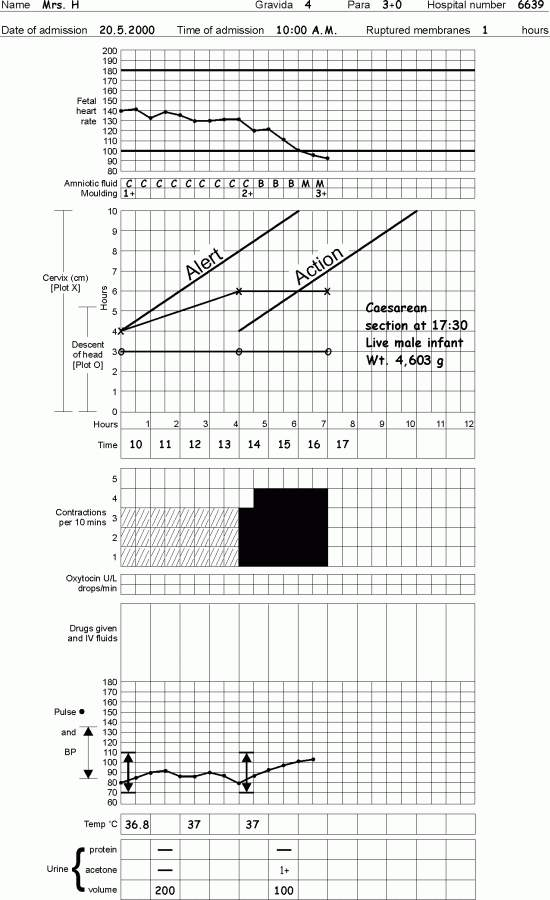 Name Mrs. H Gravida 4 Para 3+0 Hospital number 6639
Date of admission 20.5.2000 Time of admission 10:00 A.M. Ruptured membranes 1 hours
Fetal heart rate
200
190
180
170
160
150
140
130
120
110
100
90
80
Amniotic fluid C C C C C C C C C B B B M M
Moulding 1+ 2+ 3+
Cervix (cm)
[Plot X]
Descent
of head
[Plot O]
Hours
10
9
8
7
6
5
4
3
2
1
0
Alert
Action
X
X
X
O
O
O
Caesarean
section at 17:30
Live male infant
Wt. 4,603 g
Hours 1 2 3 4 5 6 7 8 9 10 11 12
Time 10 11 12 13 14 15 16 17
Contractions
per 10 mins
5
4
3
2
1
Oxytocin U/L
drops/min
Drugs given
and IV fluids
Pulse
and
BP
180
170
160
150
140
130
120
110
100
90
80
70
60
Temp °C 36.8 37 37
Urine
protein — —
acetone — 1+
volume 200 100